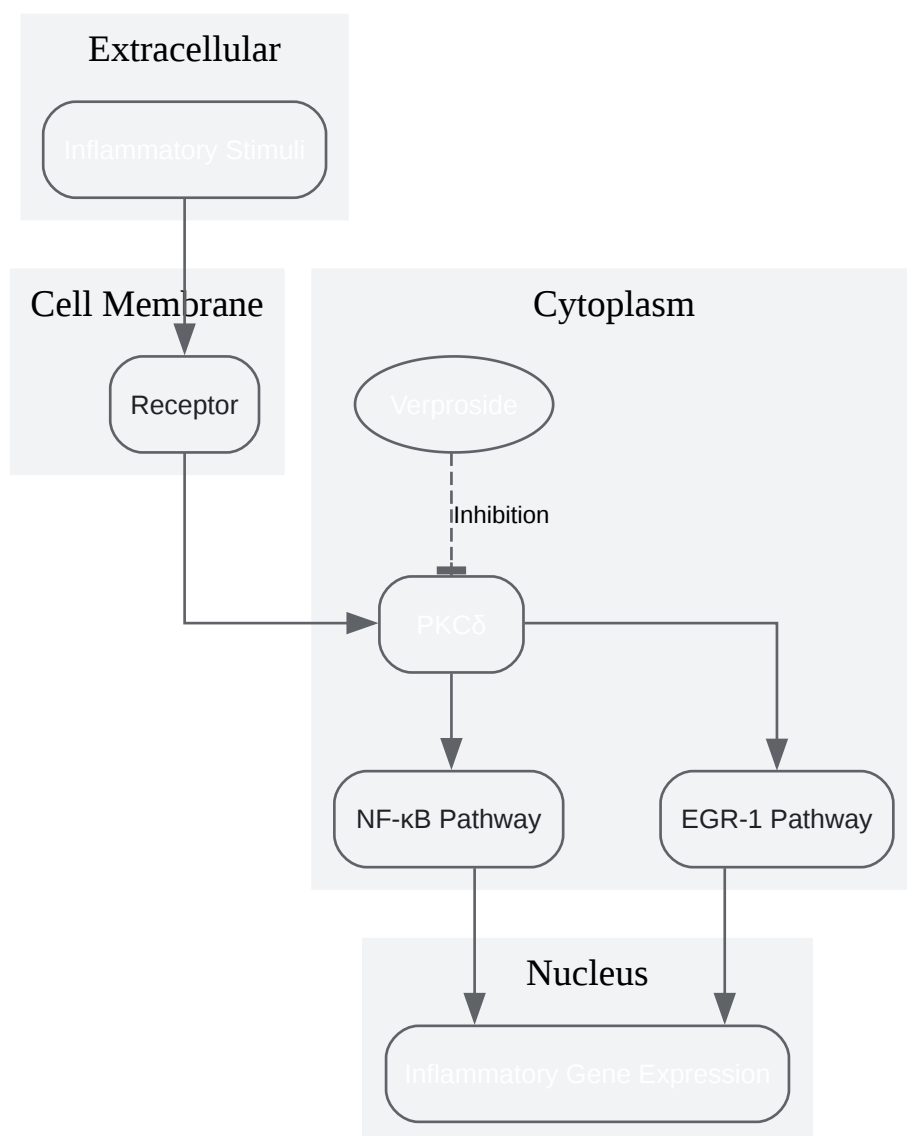 Extracellular
Inflammatory Stimuli
Cell Membrane
Receptor
Cytoplasm
Verproside
Inhibition
PKCδ
NF-κB Pathway
EGR-1 Pathway
Nucleus
Inflammatory Gene Expression